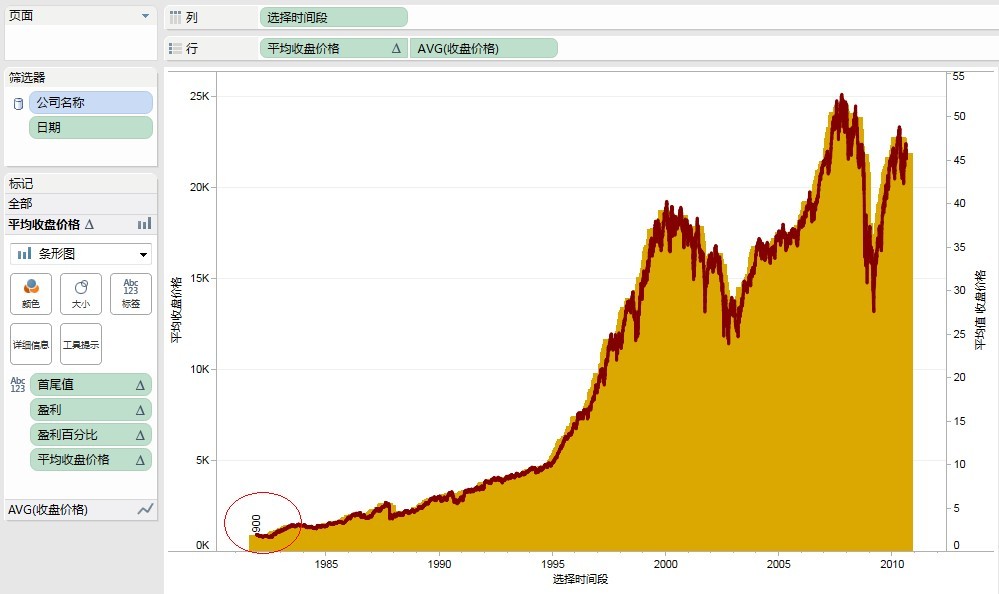 页面
列
选择时间段
行
平均收盘价格 Δ
AVG(收盘价格)
筛选器
公司名称
日期
标记
全部
平均收盘价格 Δ
条形图
颜色
大小
Abc
123
标签
详细信息
工具提示
Abc
123
首尾值 Δ
盈利 Δ
盈利百分比 Δ
平均收盘价格 Δ
AVG(收盘价格)
平均收盘价格
25K
20K
15K
10K
5K
0K
900
55
50
45
40
35
30
25
20
15
10
5
0
平均值 收盘价格
1985
1990
1995
2000
2005
2010
选择时间段